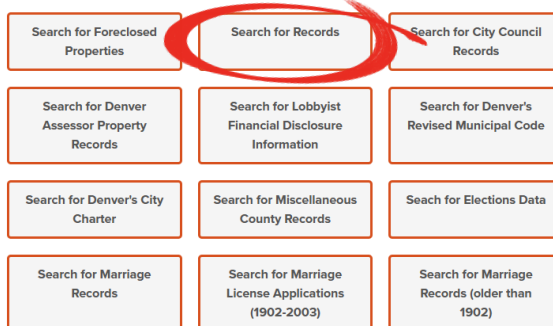 Search for Foreclosed
Properties
Search for Records
Search for City Council
Records
Search for Denver
Assessor Property
Records
Search for Lobbyist
Financial Disclosure
Information
Search for Denver's
Revised Municipal Code
Search for Denver's City
Charter
Search for Miscellaneous
County Records
Seach for Elections Data
Search for Marriage
Records
Search for Marriage
License Applications
(1902-2003)
Search for Marriage
Records (older than
1902)